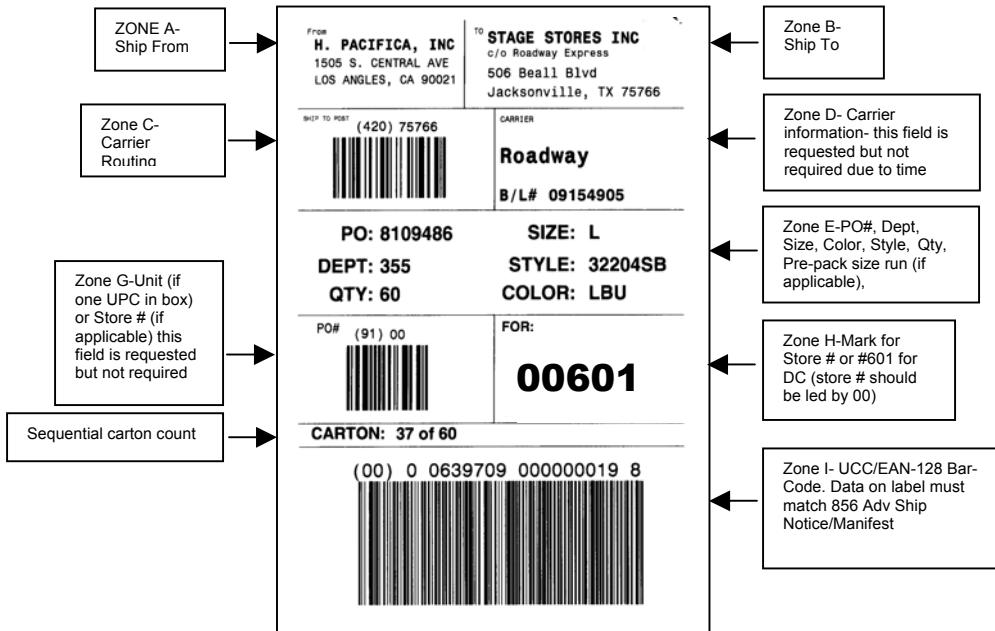 ZONE A-
Ship From
From
H. PACIFICA, INC
1505 S. CENTRAL AVE
LOS ANGLES, CA 90021
TO STAGE STORES INC
c/o Roadway Express
506 Beall Blvd
Jacksonville, TX 75766
Zone B-
Ship To
Zone C-
Carrier
Routing
SHIP TO POST
(420) 75766
CARRIER
Roadway
B/L# 09154905
Zone D- Carrier
information- this field is
requested but not
required due to time
PO: 8109486
SIZE: L
DEPT: 355
STYLE: 32204SB
QTY: 60
COLOR: LBU
Zone E-PO#, Dept,
Size, Color, Style, Qty,
Pre-pack size run (if
applicable),
Zone G-Unit (if
one UPC in box)
or Store # (if
applicable) this
field is requested
but not required
PO# (91) 00
FOR:
00601
Zone H-Mark for
Store # or #601 for
DC (store # should
be led by 00)
Sequential carton count
CARTON: 37 of 60
(00) 0 0639709 000000019 8
Zone I- UCC/EAN-128 Bar-
Code. Data on label must
match 856 Adv Ship
Notice/Manifest